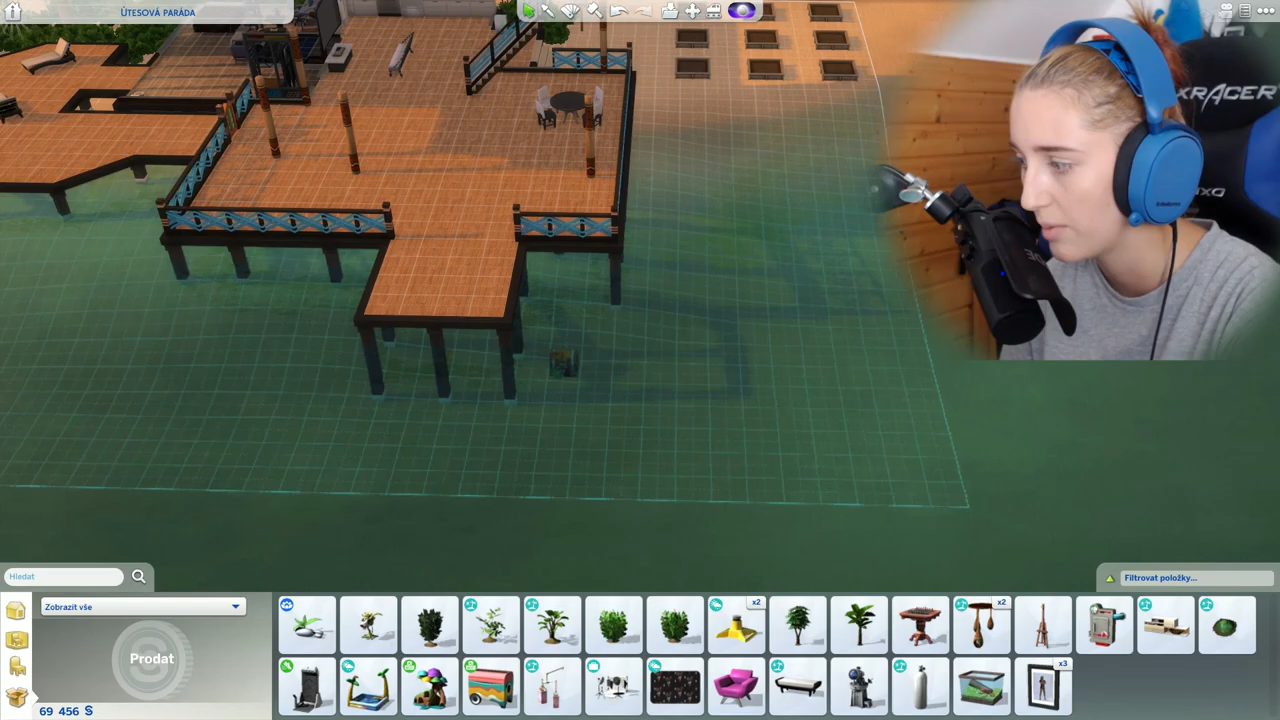 ÚTESOVÁ PARÁDA
XRACER
Hledat
Filtrovat položky...
Zobrazit vše
x2
x2
Prodat
x3
69 456 $